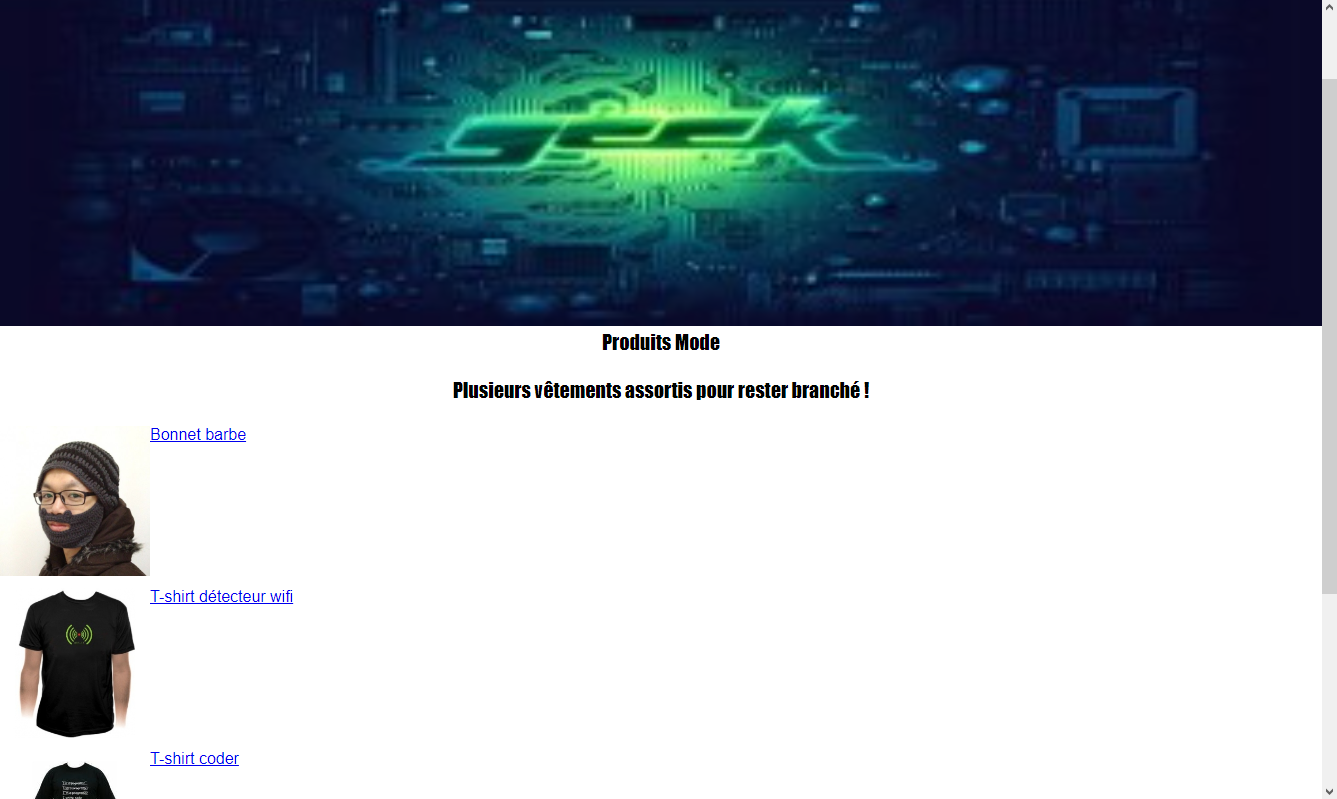 geek
Produits Mode
Plusieurs vêtements assortis pour rester branché !
Bonnet barbe
T-shirt détecteur wifi
T-shirt coder